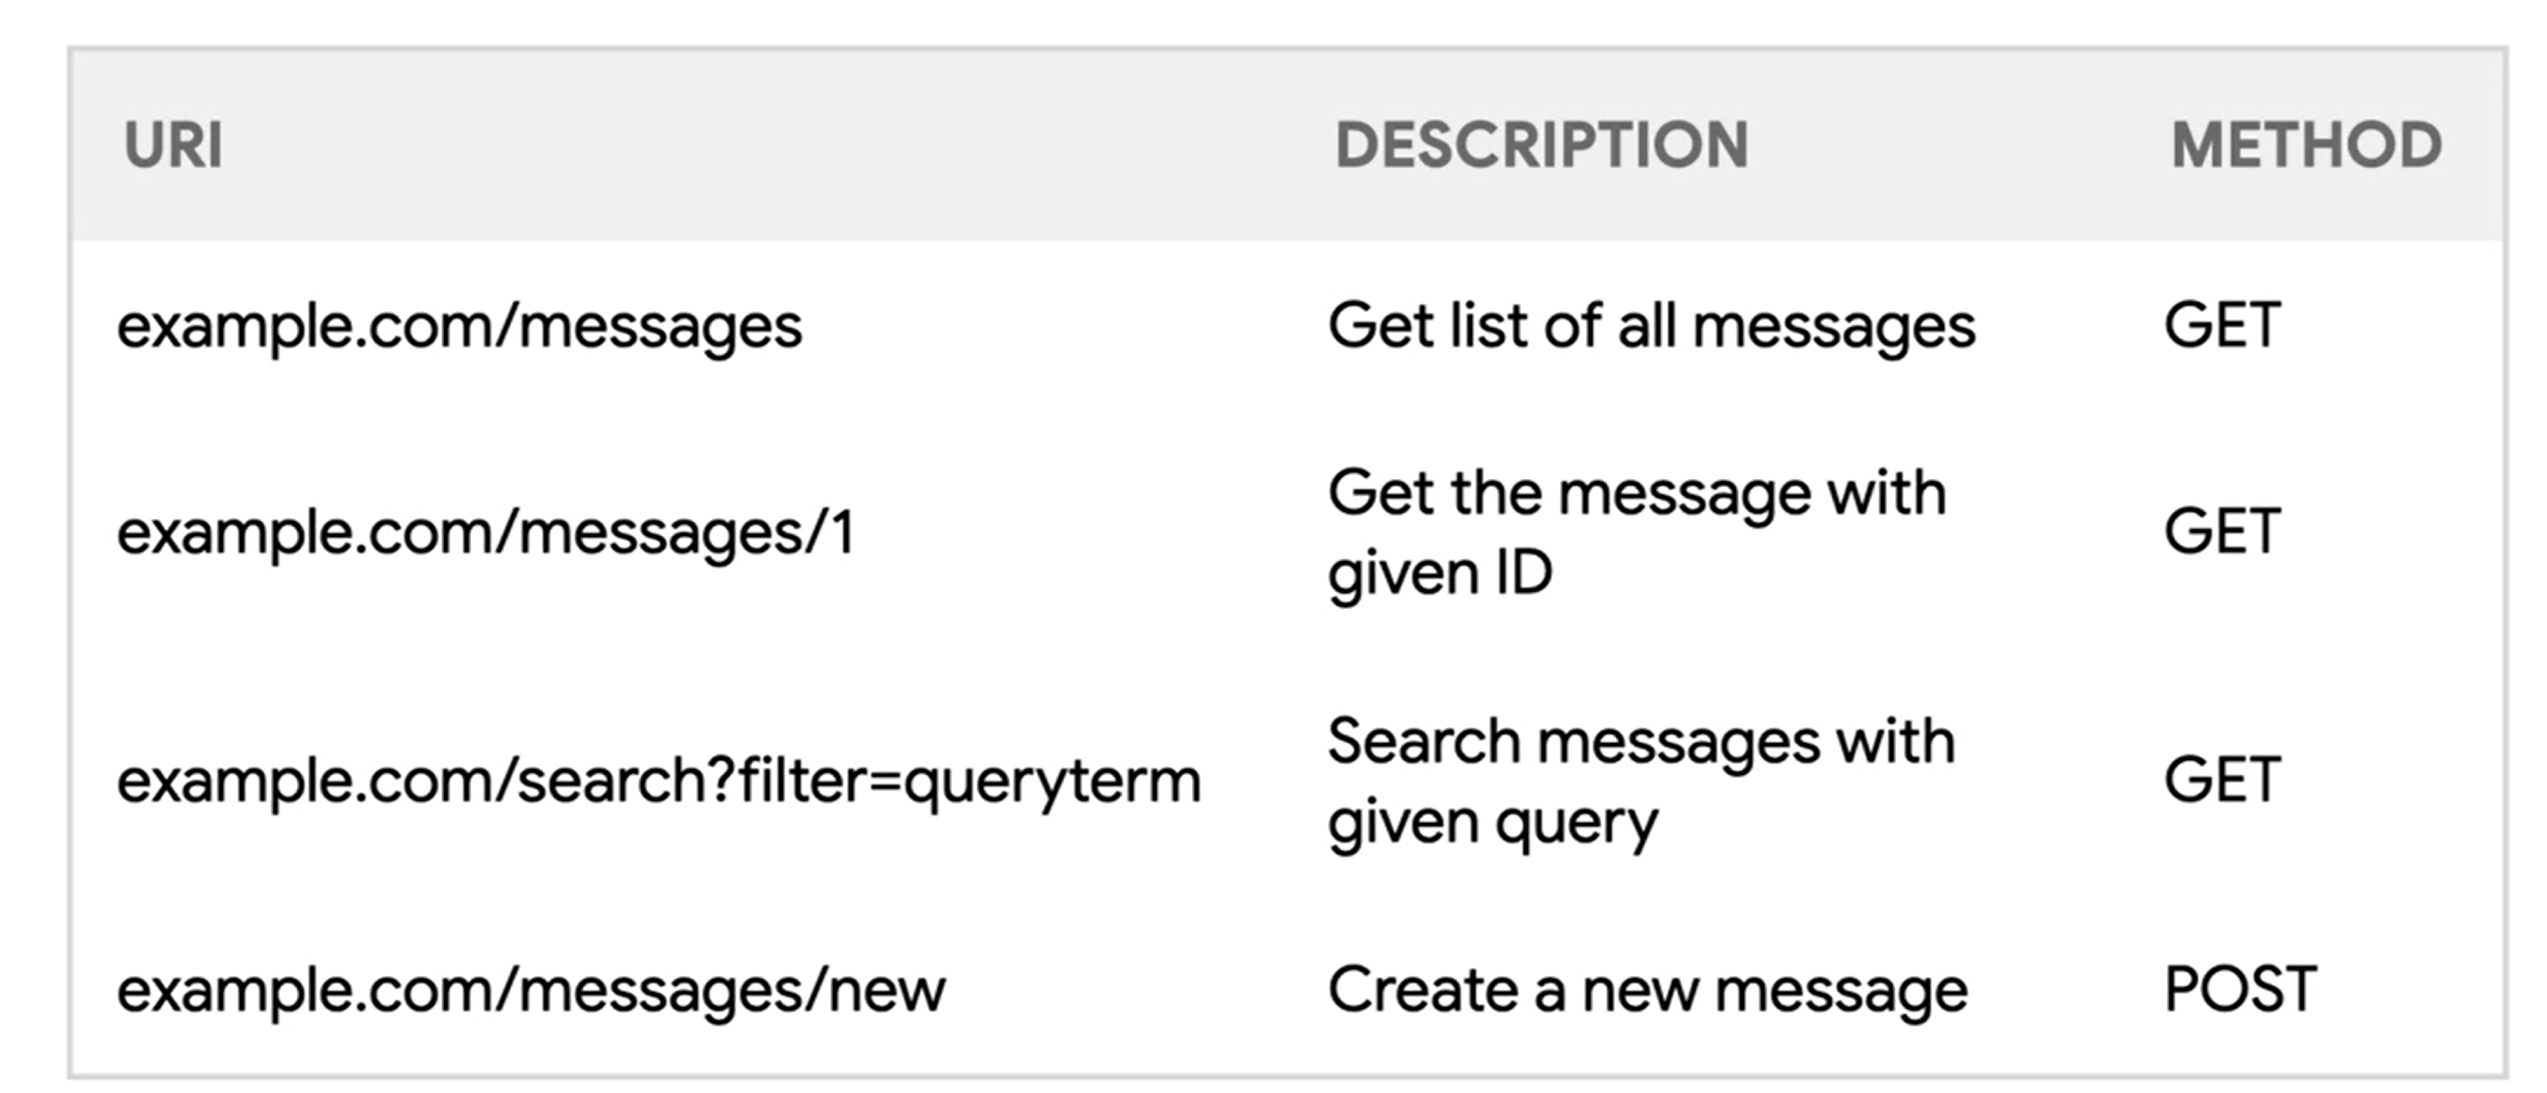 URI DESCRIPTION METHOD
example.com/messages Get list of all messages GET
example.com/messages/1 Get the message with given ID GET
example.com/search?filter=queryterm Search messages with given query GET
example.com/messages/new Create a new message POST